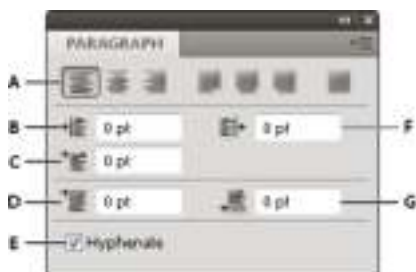 PARAGRAPH
A
B 0 pt 0 pt F
C 0 pt
D 0 pt 0 pt G
E Hyphenate